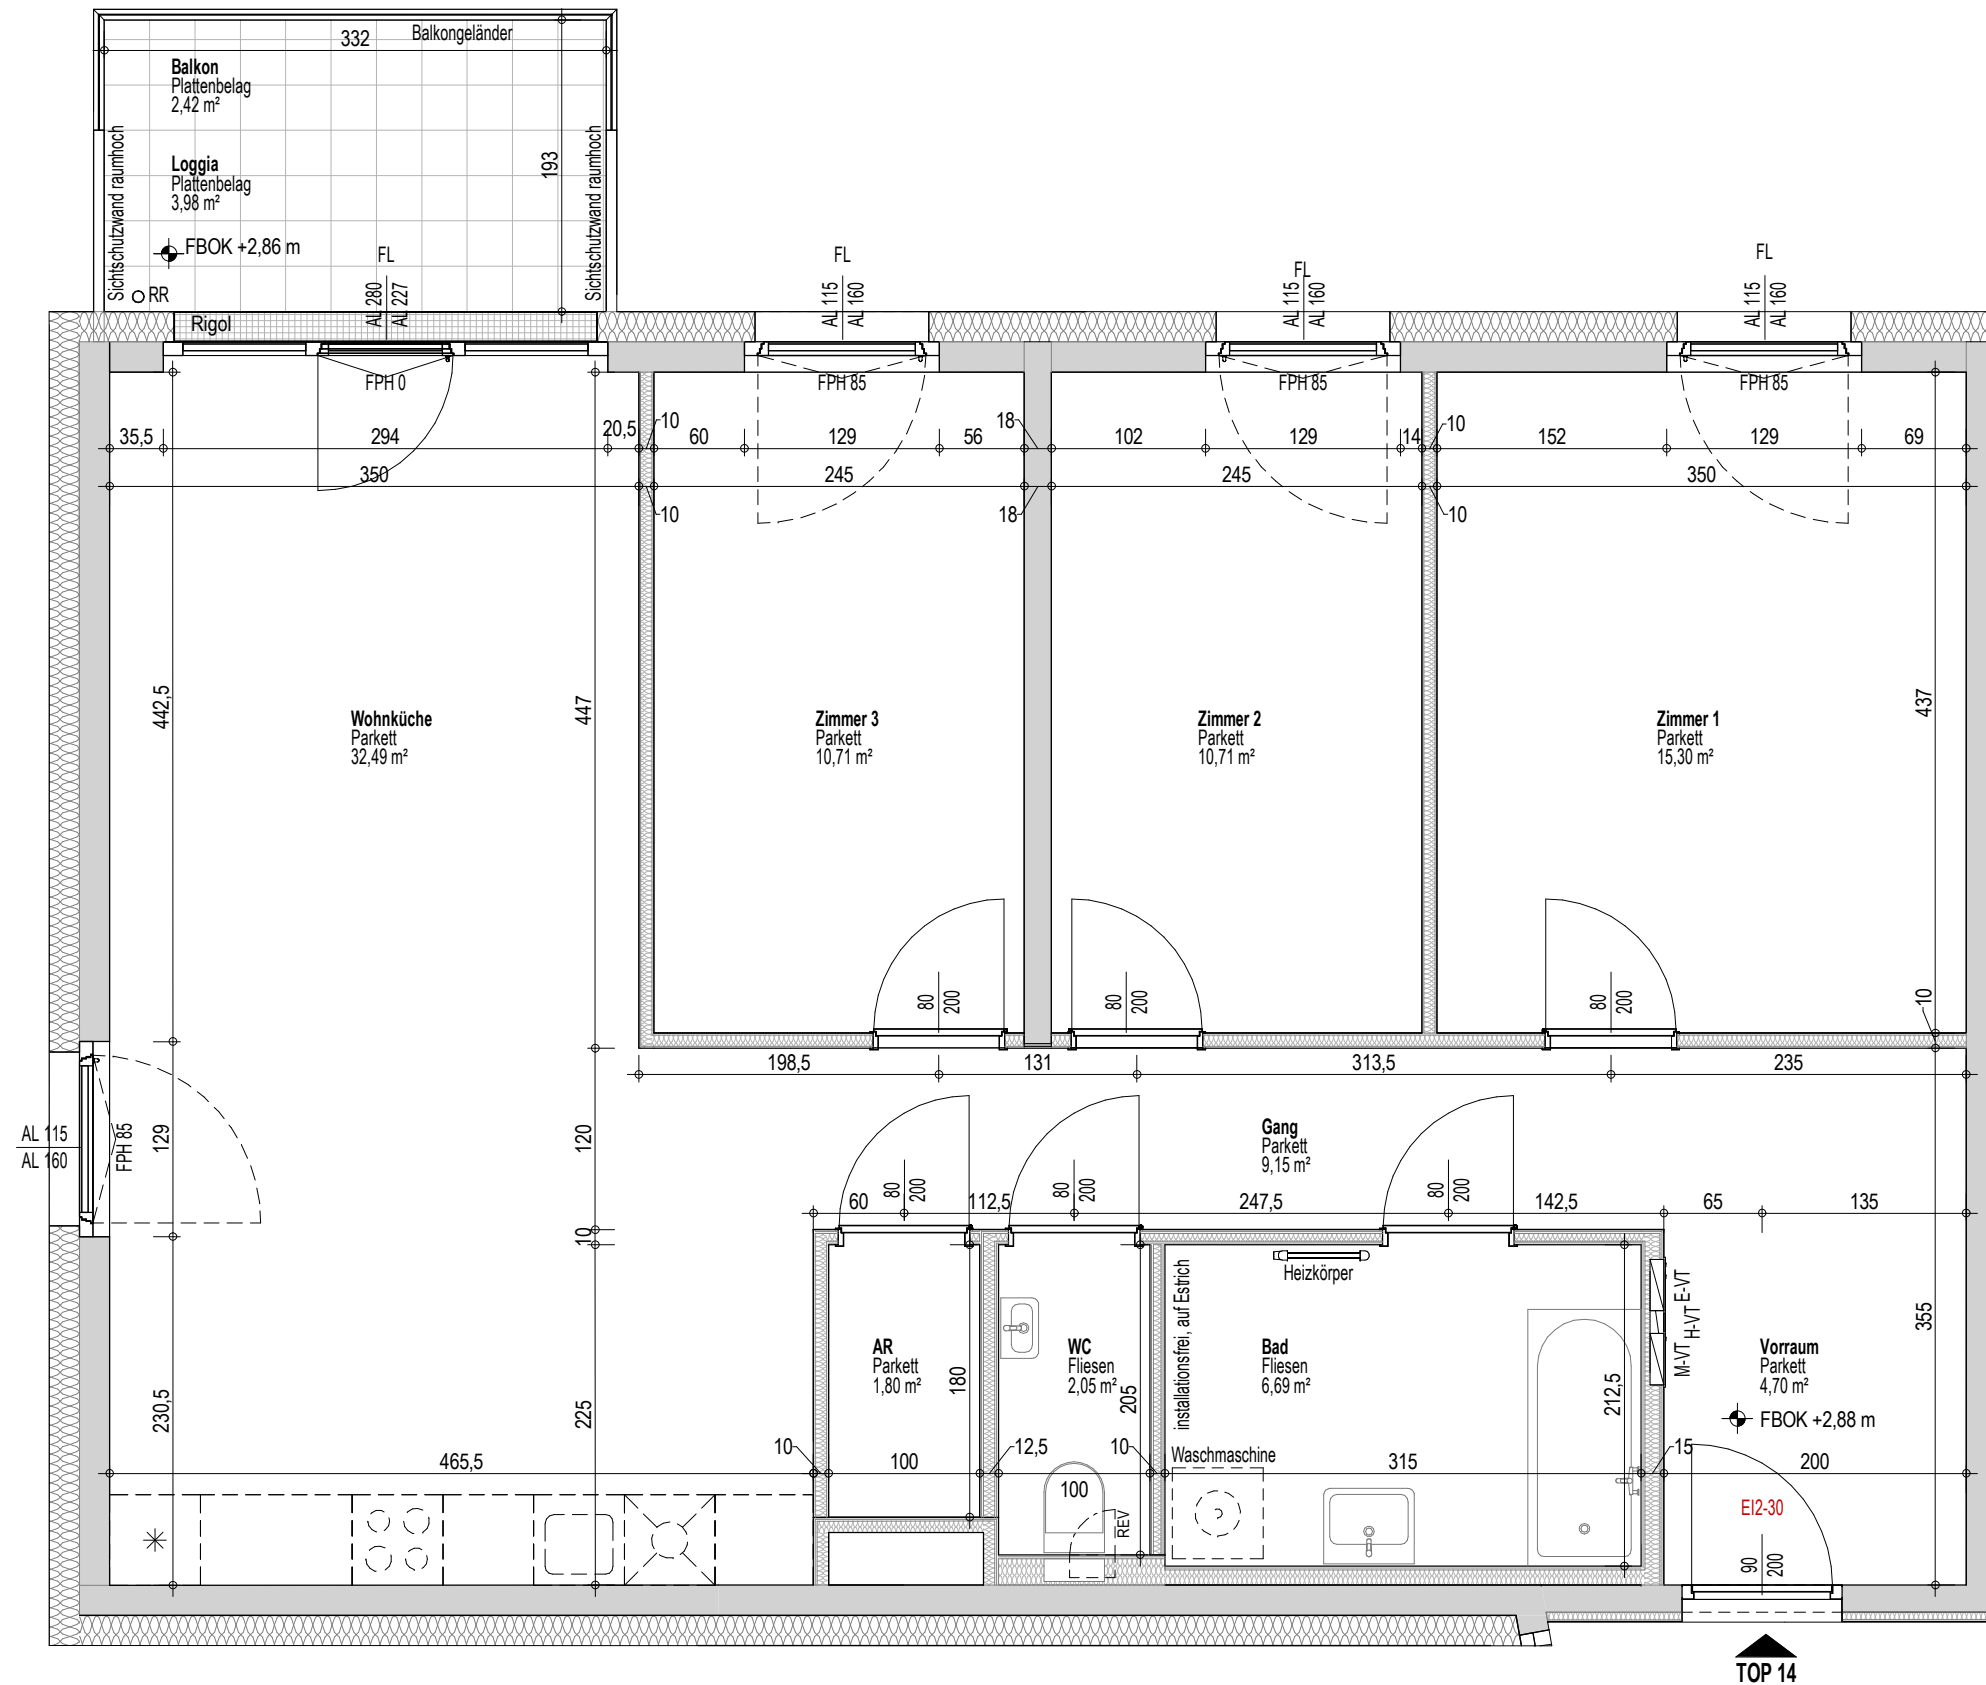 332
Balkongeländer
Balkon
Plattenbelag
2,42 m²
Sichtschutzwand raumhoch
193
Sichtschutzwand raumhoch
Loggia
Plattenbelag
3,98 m²
FBOK +2,86 m
RR
Rigol
FL
AL 280
AL 227
FL
AL 115
AL 160
FL
AL 115
AL 160
FL
AL 115
AL 160
FPH 0
FPH 85
FPH 85
FPH 85
35,5
294
20,5
10
60
129
56
18
102
129
14
10
152
129
69
350
10
245
18
245
10
350
442,5
447
437
Wohnküche
Parkett
32,49 m²
Zimmer 3
Parkett
10,71 m²
Zimmer 2
Parkett
10,71 m²
Zimmer 1
Parkett
15,30 m²
80
200
80
200
80
200
10
198,5
131
313,5
235
AL 115
AL 160
FPH 85
129
120
Gang
Parkett
9,15 m²
60
80
200
112,5
80
200
247,5
80
200
142,5
65
135
10
Heizkörper
installationsfrei, auf Estrich
E-VT
H-VT
M-VT
355
AR
Parkett
1,80 m²
180
WC
Fliesen
2,05 m²
205
Bad
Fliesen
6,69 m²
212,5
Vorraum
Parkett
4,70 m²
FBOK +2,88 m
230,5
225
465,5
10
100
12,5
100
10
Waschmaschine
315
15
200
REV
EI2-30
90
200
TOP 14